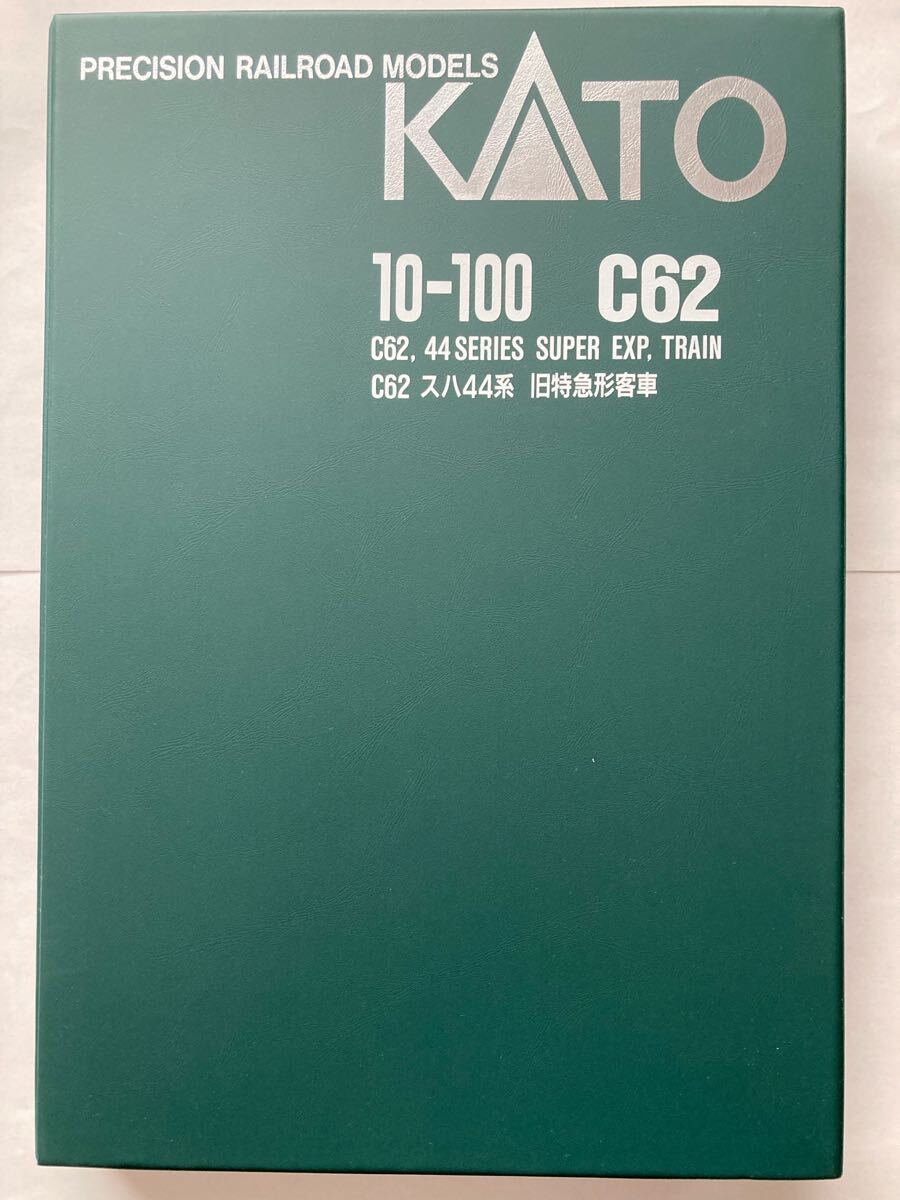 PRECISION RAILROAD MODELS
KATO
10-100 C62
C62, 44 SERIES SUPER EXP, TRAIN
C62 スハ44系 旧特急形客車